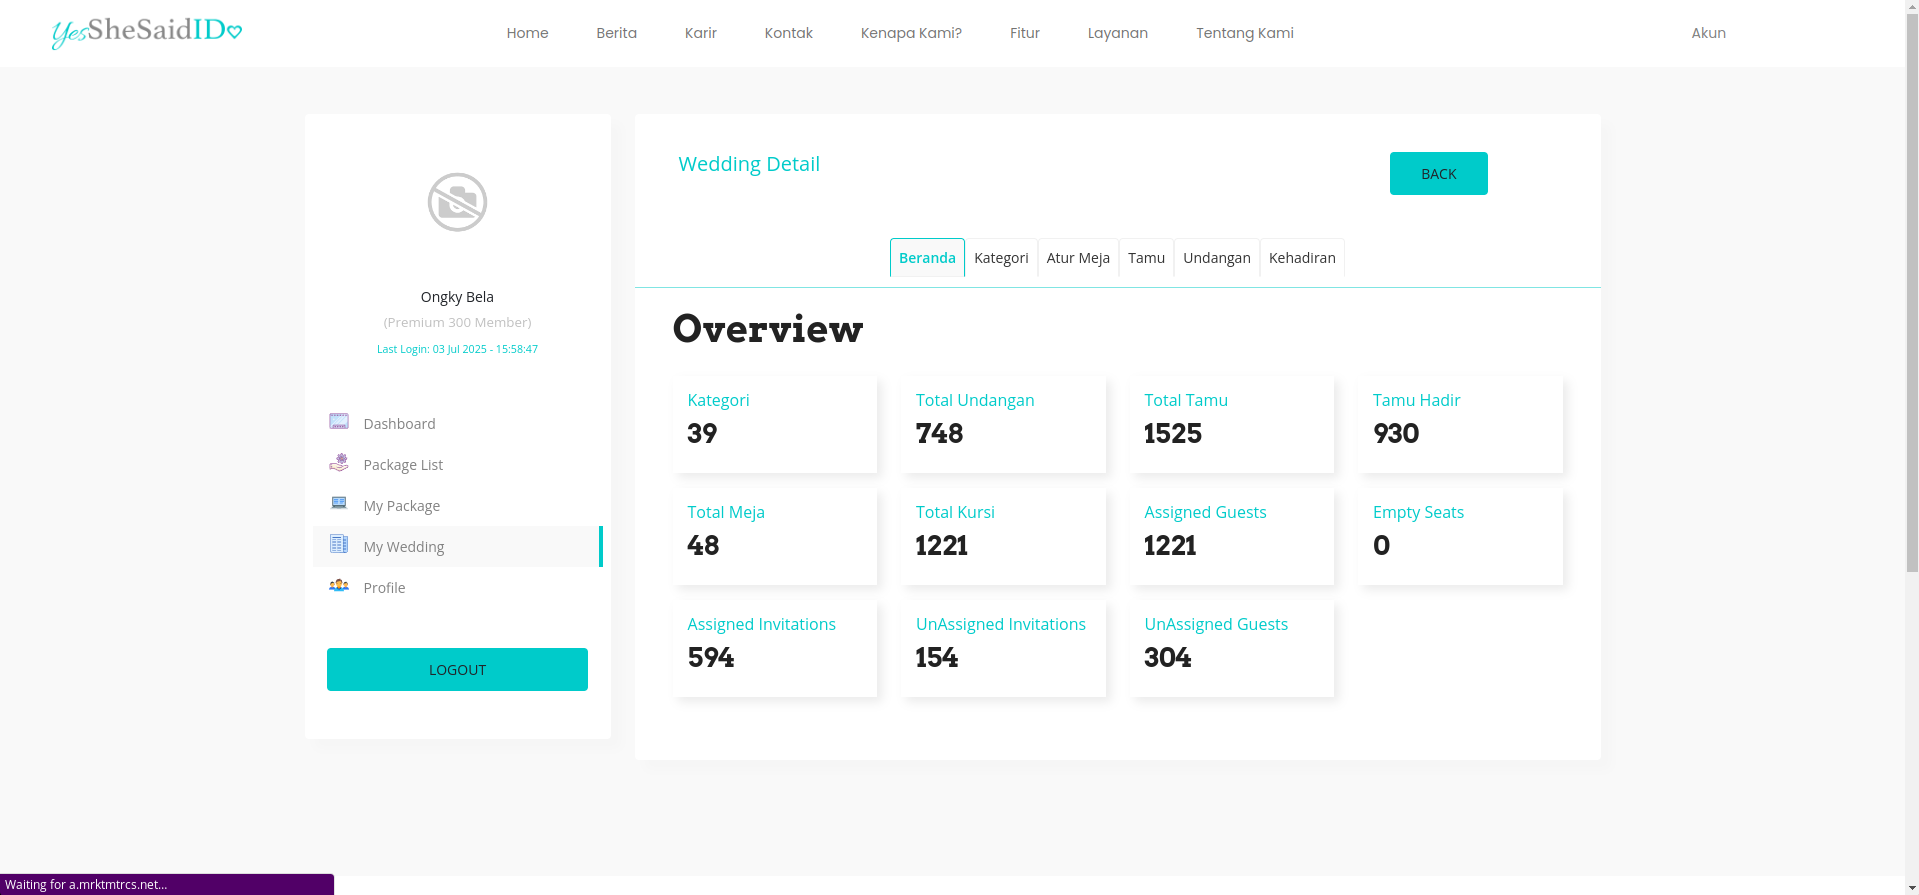 YesSheSaidID
Home Berita Karir Kontak Kenapa Kami? Fitur Layanan Tentang Kami Akun
Ongky Bela
(Premium 300 Member)
Last Login: 03 Jul 2025 - 15:58:47
Dashboard
Package List
My Package
My Wedding
Profile
LOGOUT
Wedding Detail
BACK
Beranda Kategori Atur Meja Tamu Undangan Kehadiran
Overview
Kategori
39
Total Undangan
748
Total Tamu
1525
Tamu Hadir
930
Total Meja
48
Total Kursi
1221
Assigned Guests
1221
Empty Seats
0
Assigned Invitations
594
UnAssigned Invitations
154
UnAssigned Guests
304
Waiting for a.mrktmtrcs.net...